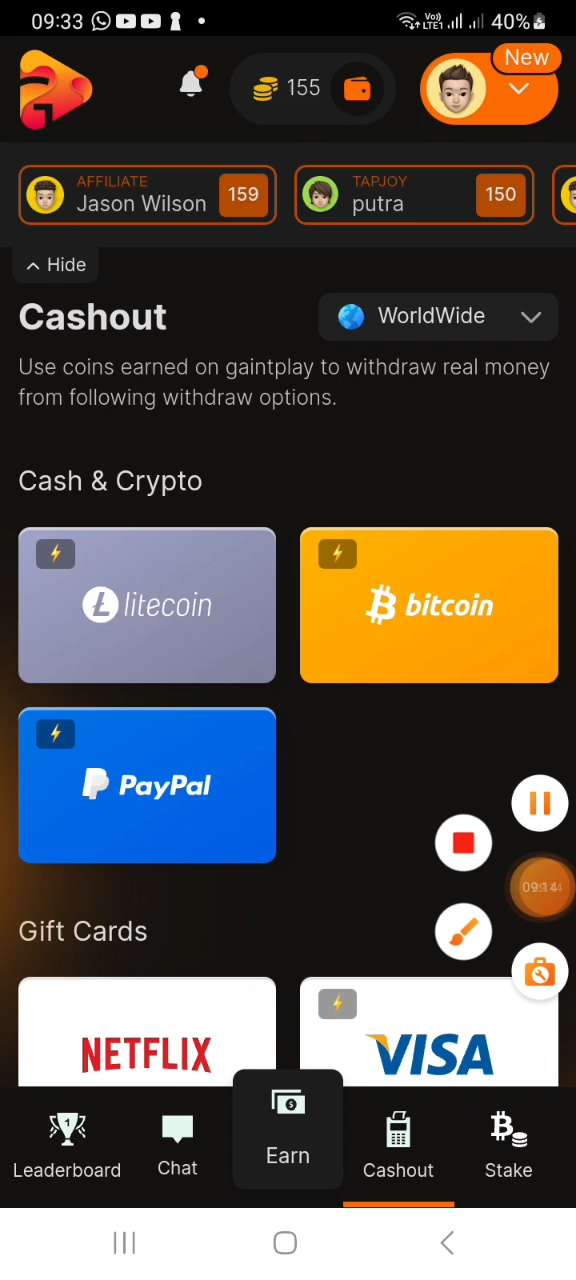 09:33
Vo))
LTE1
40%
155
New
AFFILIATE
Jason Wilson
159
TAPJOY
putra
150
Hide
Cashout
WorldWide
Use coins earned on gaintplay to withdraw real money
from following withdraw options.
Cash & Crypto
litecoin
bitcoin
PayPal
Gift Cards
NETFLIX
VISA
Leaderboard
Chat
Earn
Cashout
Stake